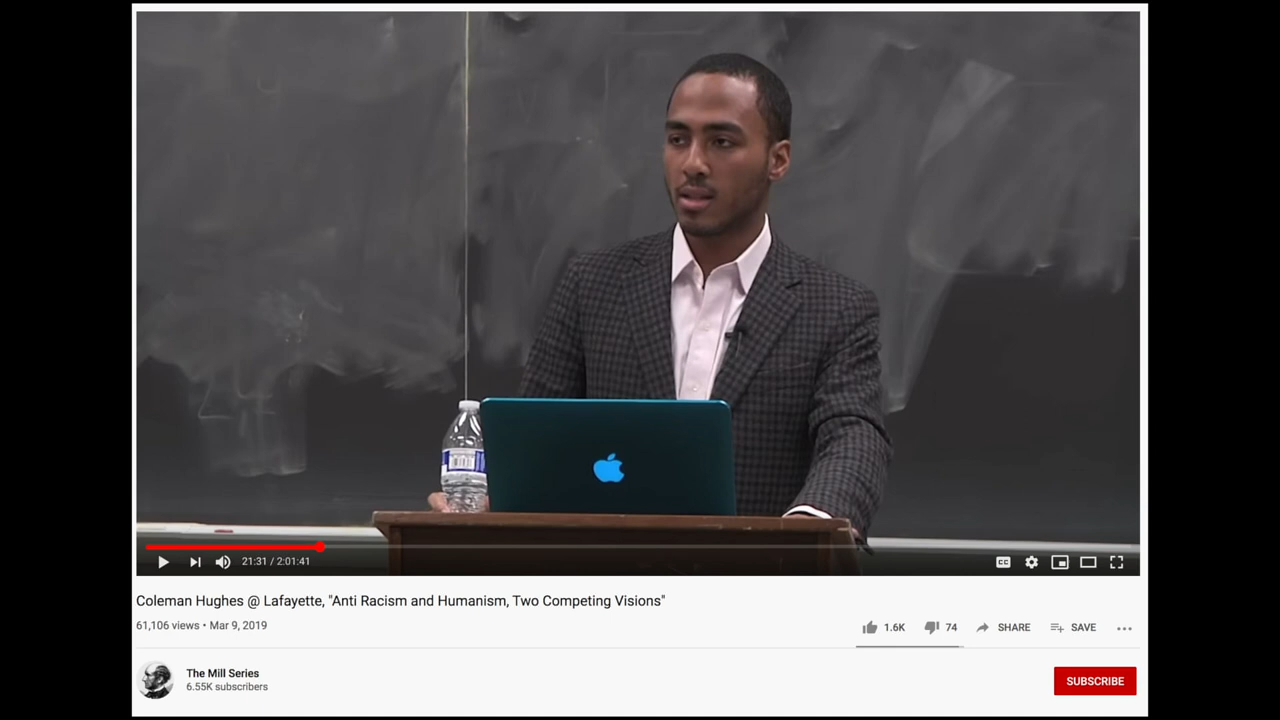 21:31 / 2:01:41
CC
Coleman Hughes @ Lafayette, "Anti Racism and Humanism, Two Competing Visions"
61,106 views • Mar 9, 2019
1.6K
74
SHARE
SAVE
The Mill Series
6.55K subscribers
SUBSCRIBE